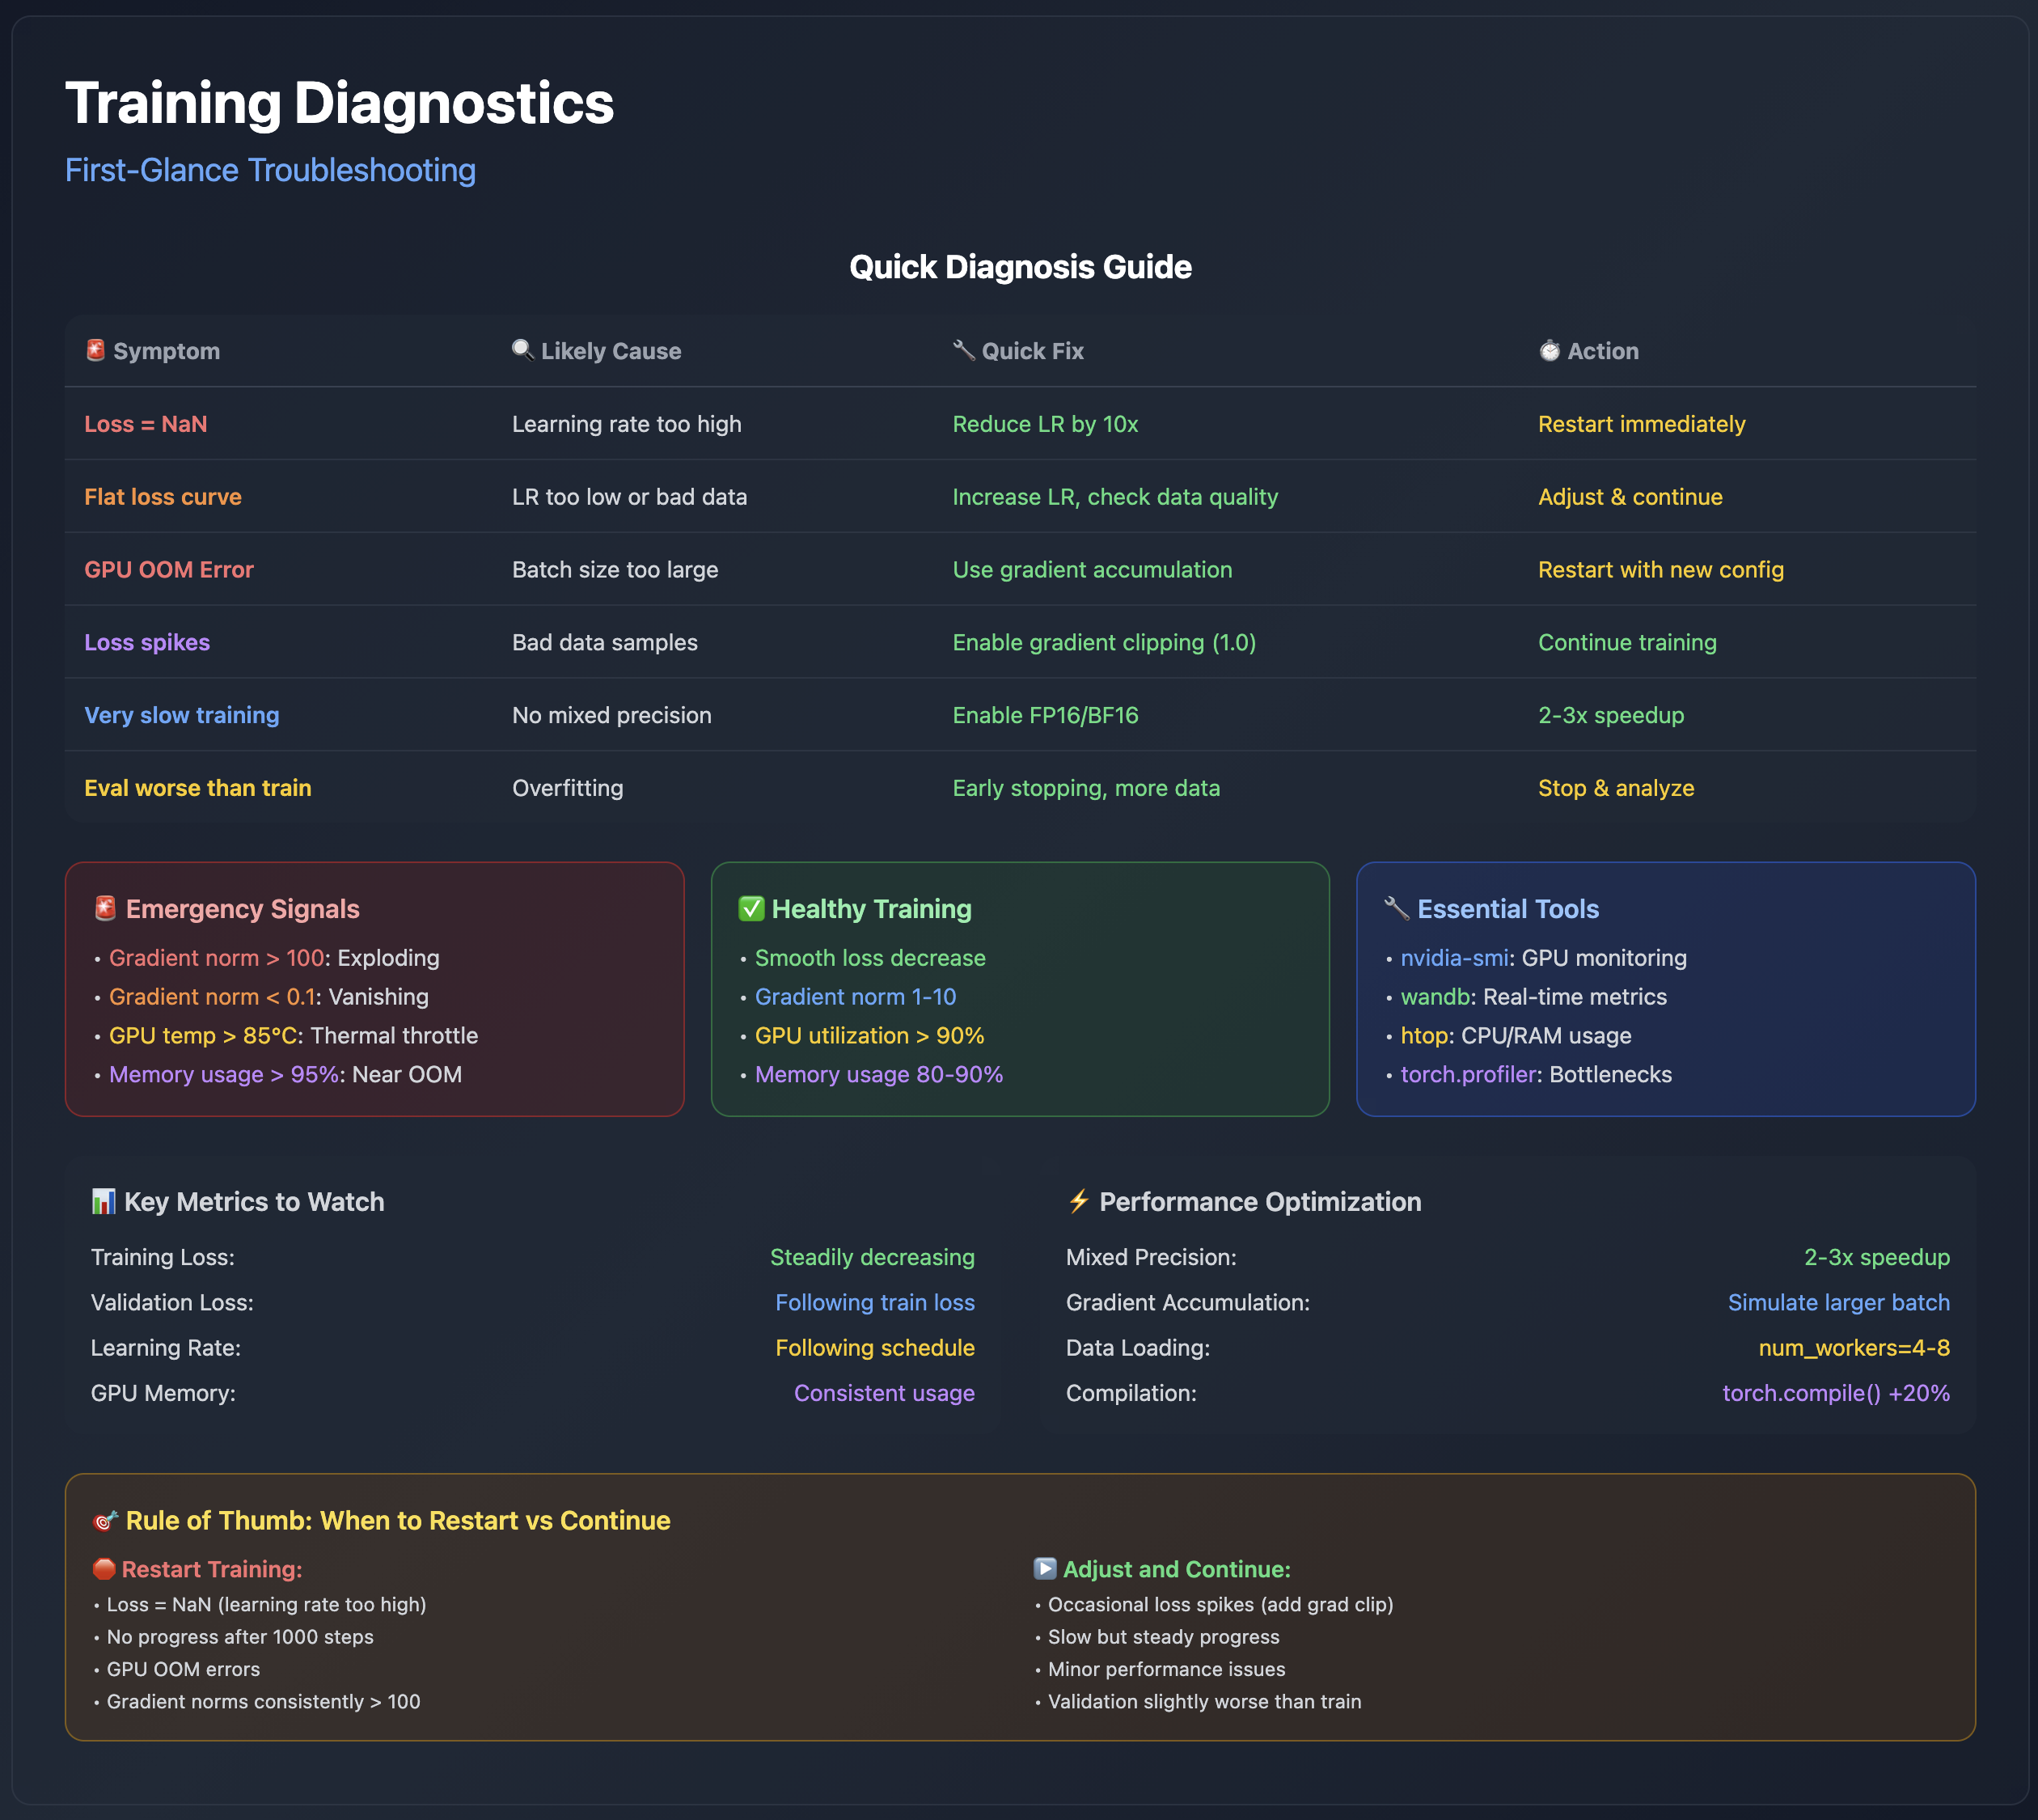 Training Diagnostics
First-Glance Troubleshooting
Quick Diagnosis Guide
🚨 Symptom 🔍 Likely Cause 🔧 Quick Fix ⏱️ Action
Loss = NaN Learning rate too high Reduce LR by 10x Restart immediately
Flat loss curve LR too low or bad data Increase LR, check data quality Adjust & continue
GPU OOM Error Batch size too large Use gradient accumulation Restart with new config
Loss spikes Bad data samples Enable gradient clipping (1.0) Continue training
Very slow training No mixed precision Enable FP16/BF16 2-3x speedup
Eval worse than train Overfitting Early stopping, more data Stop & analyze
🚨 Emergency Signals
• Gradient norm > 100: Exploding
• Gradient norm < 0.1: Vanishing
• GPU temp > 85°C: Thermal throttle
• Memory usage > 95%: Near OOM
✅ Healthy Training
• Smooth loss decrease
• Gradient norm 1-10
• GPU utilization > 90%
• Memory usage 80-90%
🔧 Essential Tools
• nvidia-smi: GPU monitoring
• wandb: Real-time metrics
• htop: CPU/RAM usage
• torch.profiler: Bottlenecks
📊 Key Metrics to Watch
Training Loss: Steadily decreasing
Validation Loss: Following train loss
Learning Rate: Following schedule
GPU Memory: Consistent usage
⚡ Performance Optimization
Mixed Precision: 2-3x speedup
Gradient Accumulation: Simulate larger batch
Data Loading: num_workers=4-8
Compilation: torch.compile() +20%
🎯 Rule of Thumb: When to Restart vs Continue
🛑 Restart Training:
• Loss = NaN (learning rate too high)
• No progress after 1000 steps
• GPU OOM errors
• Gradient norms consistently > 100
▶️ Adjust and Continue:
• Occasional loss spikes (add grad clip)
• Slow but steady progress
• Minor performance issues
• Validation slightly worse than train